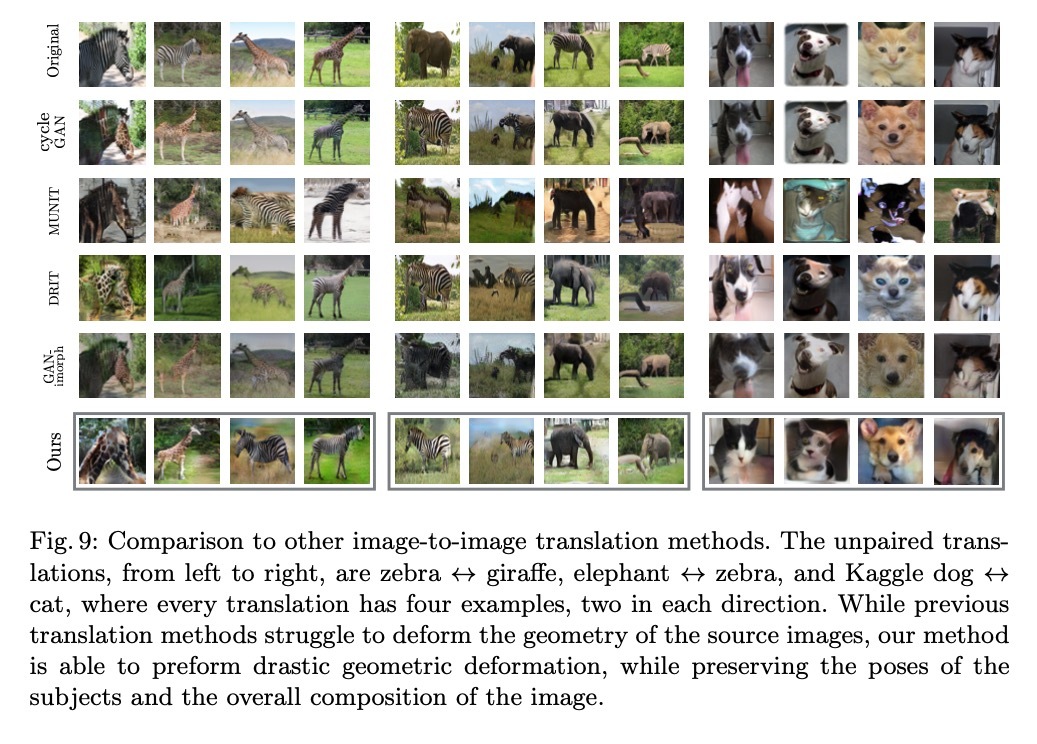 Original
cycle
GAN
MUNIT
DRIT
GAN-
imorph
Ours
Fig. 9: Comparison to other image-to-image translation methods. The unpaired trans-
lations, from left to right, are zebra ↔ giraffe, elephant ↔ zebra, and Kaggle dog ↔
cat, where every translation has four examples, two in each direction. While previous
translation methods struggle to deform the geometry of the source images, our method
is able to preform drastic geometric deformation, while preserving the poses of the
subjects and the overall composition of the image.